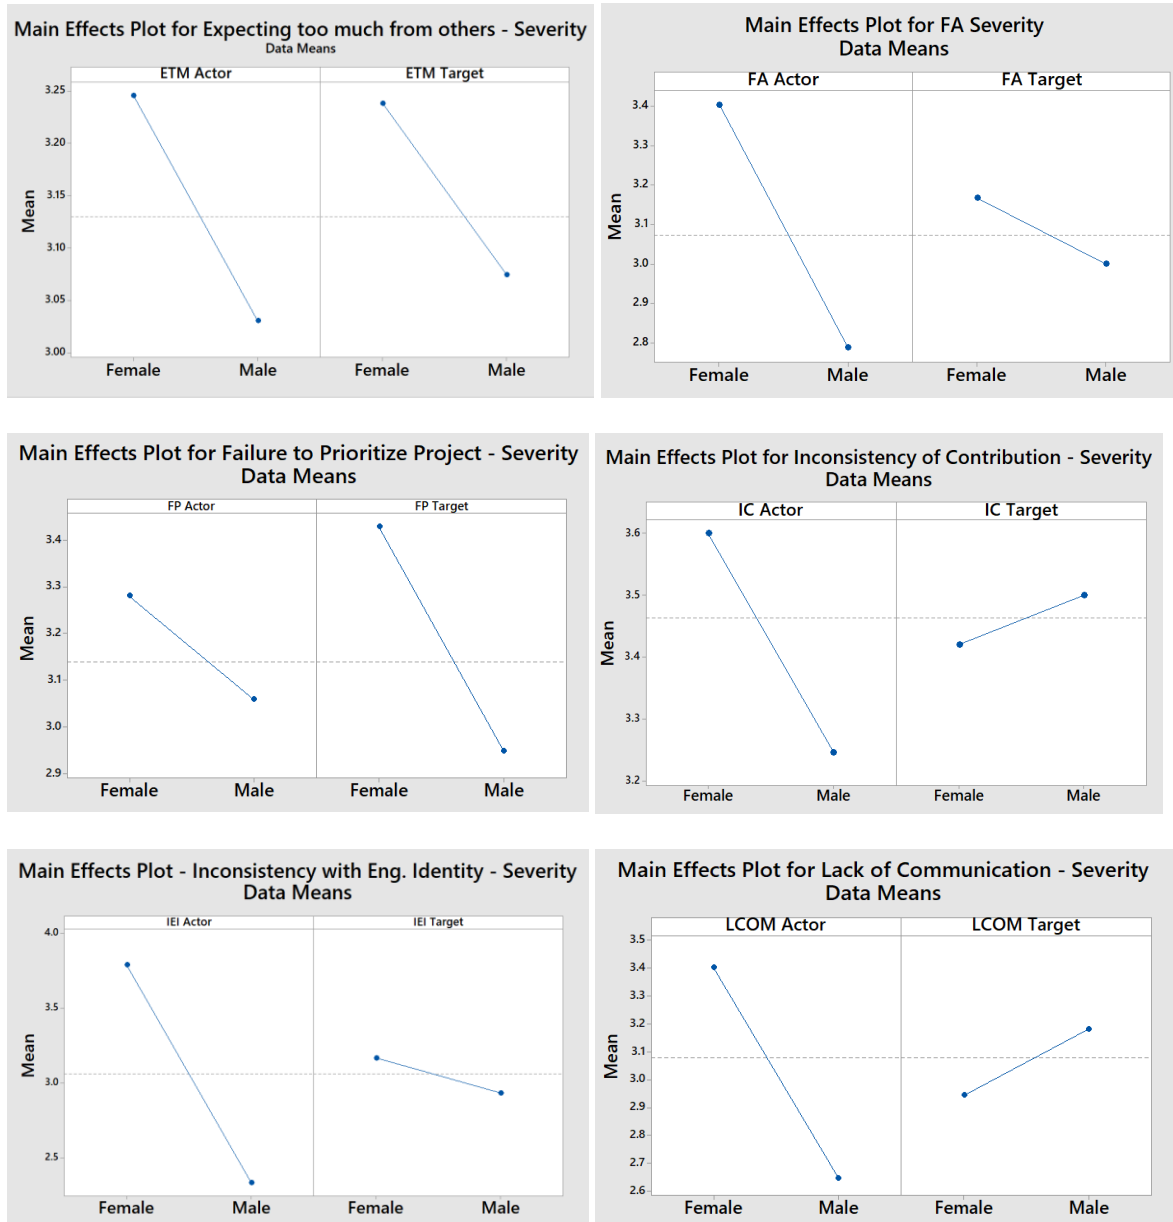 Main Effects Plot for Expecting too much from others - Severity
Data Means
ETM Actor
ETM Target
3.25
3.20
3.15
3.10
3.05
3.00
Mean
Female
Male
Female
Male
Main Effects Plot for FA Severity
Data Means
FA Actor
FA Target
3.4
3.3
3.2
3.1
3.0
2.9
2.8
Mean
Female
Male
Female
Male
Main Effects Plot for Failure to Prioritize Project - Severity
Data Means
FP Actor
FP Target
3.4
3.3
3.2
3.1
3.0
2.9
Mean
Female
Male
Female
Male
Main Effects Plot for Inconsistency of Contribution - Severity
Data Means
IC Actor
IC Target
3.6
3.5
3.4
3.3
3.2
Mean
Female
Male
Female
Male
Main Effects Plot - Inconsistency with Eng. Identity - Severity
Data Means
IEI Actor
IEI Target
4.0
3.5
3.0
2.5
Mean
Female
Male
Female
Male
Main Effects Plot for Lack of Communication - Severity
Data Means
LCOM Actor
LCOM Target
3.5
3.4
3.3
3.2
3.1
3.0
2.9
2.8
2.7
2.6
Mean
Female
Male
Female
Male